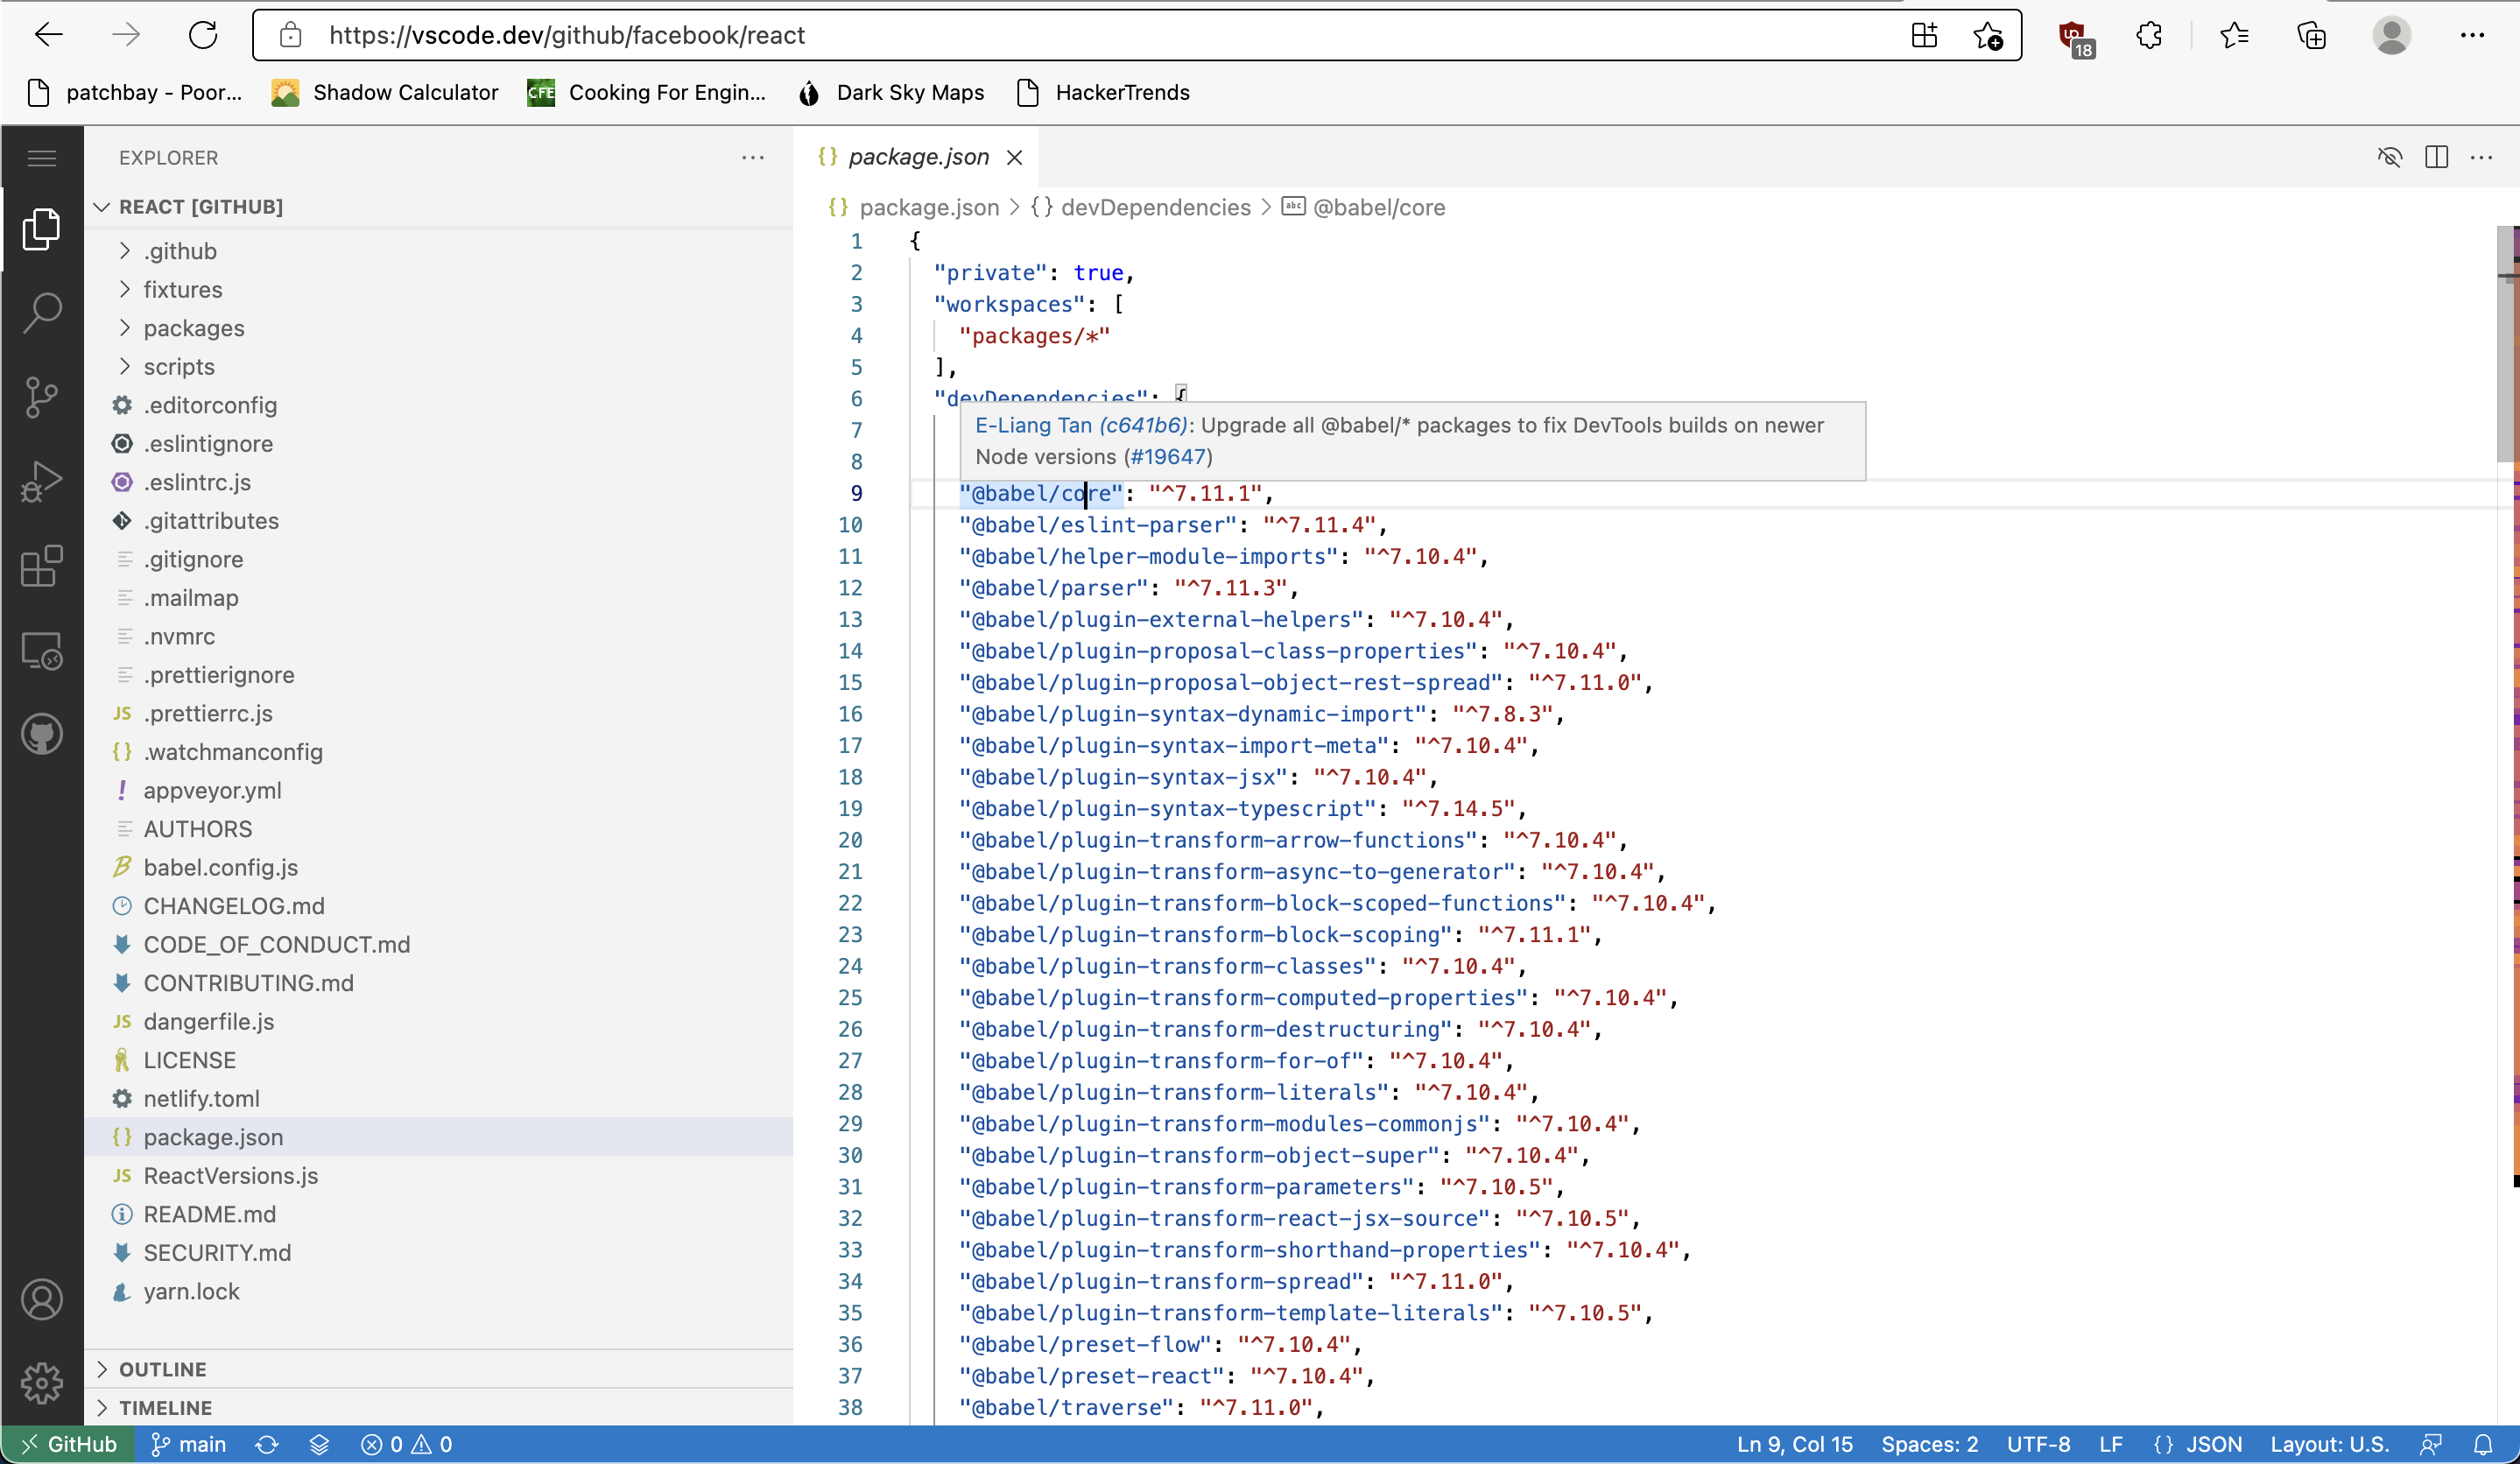 https://vscode.dev/github/facebook/react
18
patchbay - Poor...
Shadow Calculator
CFE
Cooking For Engin...
Dark Sky Maps
HackerTrends
EXPLORER
REACT [GITHUB]
.github
fixtures
packages
scripts
.editorconfig
.eslintignore
.eslintrc.js
.gitattributes
.gitignore
.mailmap
.nvmrc
.prettierignore
JS .prettierrc.js
{} .watchmanconfig
! appveyor.yml
AUTHORS
babel.config.js
CHANGELOG.md
CODE_OF_CONDUCT.md
CONTRIBUTING.md
JS dangerfile.js
LICENSE
netlify.toml
{} package.json
JS ReactVersions.js
README.md
SECURITY.md
yarn.lock
OUTLINE
TIMELINE
{} package.json
{} package.json > {} devDependencies > abc @babel/core
1 {
2 "private": true,
3 "workspaces": [
4 "packages/*"
5 ],
6 "devDependencies": {
7
E-Liang Tan (c641b6): Upgrade all @babel/* packages to fix DevTools builds on newer
8
Node versions (#19647)
9 "@babel/core": "^7.11.1",
10 "@babel/eslint-parser": "^7.11.4",
11 "@babel/helper-module-imports": "^7.10.4",
12 "@babel/parser": "^7.11.3",
13 "@babel/plugin-external-helpers": "^7.10.4",
14 "@babel/plugin-proposal-class-properties": "^7.10.4",
15 "@babel/plugin-proposal-object-rest-spread": "^7.11.0",
16 "@babel/plugin-syntax-dynamic-import": "^7.8.3",
17 "@babel/plugin-syntax-import-meta": "^7.10.4",
18 "@babel/plugin-syntax-jsx": "^7.10.4",
19 "@babel/plugin-syntax-typescript": "^7.14.5",
20 "@babel/plugin-transform-arrow-functions": "^7.10.4",
21 "@babel/plugin-transform-async-to-generator": "^7.10.4",
22 "@babel/plugin-transform-block-scoped-functions": "^7.10.4",
23 "@babel/plugin-transform-block-scoping": "^7.11.1",
24 "@babel/plugin-transform-classes": "^7.10.4",
25 "@babel/plugin-transform-computed-properties": "^7.10.4",
26 "@babel/plugin-transform-destructuring": "^7.10.4",
27 "@babel/plugin-transform-for-of": "^7.10.4",
28 "@babel/plugin-transform-literals": "^7.10.4",
29 "@babel/plugin-transform-modules-commonjs": "^7.10.4",
30 "@babel/plugin-transform-object-super": "^7.10.4",
31 "@babel/plugin-transform-parameters": "^7.10.5",
32 "@babel/plugin-transform-react-jsx-source": "^7.10.5",
33 "@babel/plugin-transform-shorthand-properties": "^7.10.4",
34 "@babel/plugin-transform-spread": "^7.11.0",
35 "@babel/plugin-transform-template-literals": "^7.10.5",
36 "@babel/preset-flow": "^7.10.4",
37 "@babel/preset-react": "^7.10.4",
38 "@babel/traverse": "^7.11.0",
GitHub main 0 0 Ln 9, Col 15 Spaces: 2 UTF-8 LF {} JSON Layout: U.S.